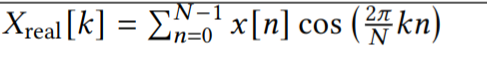 X_real[k] = ∑_{n=0}^{N−1} x[n] cos (2π/N kn)